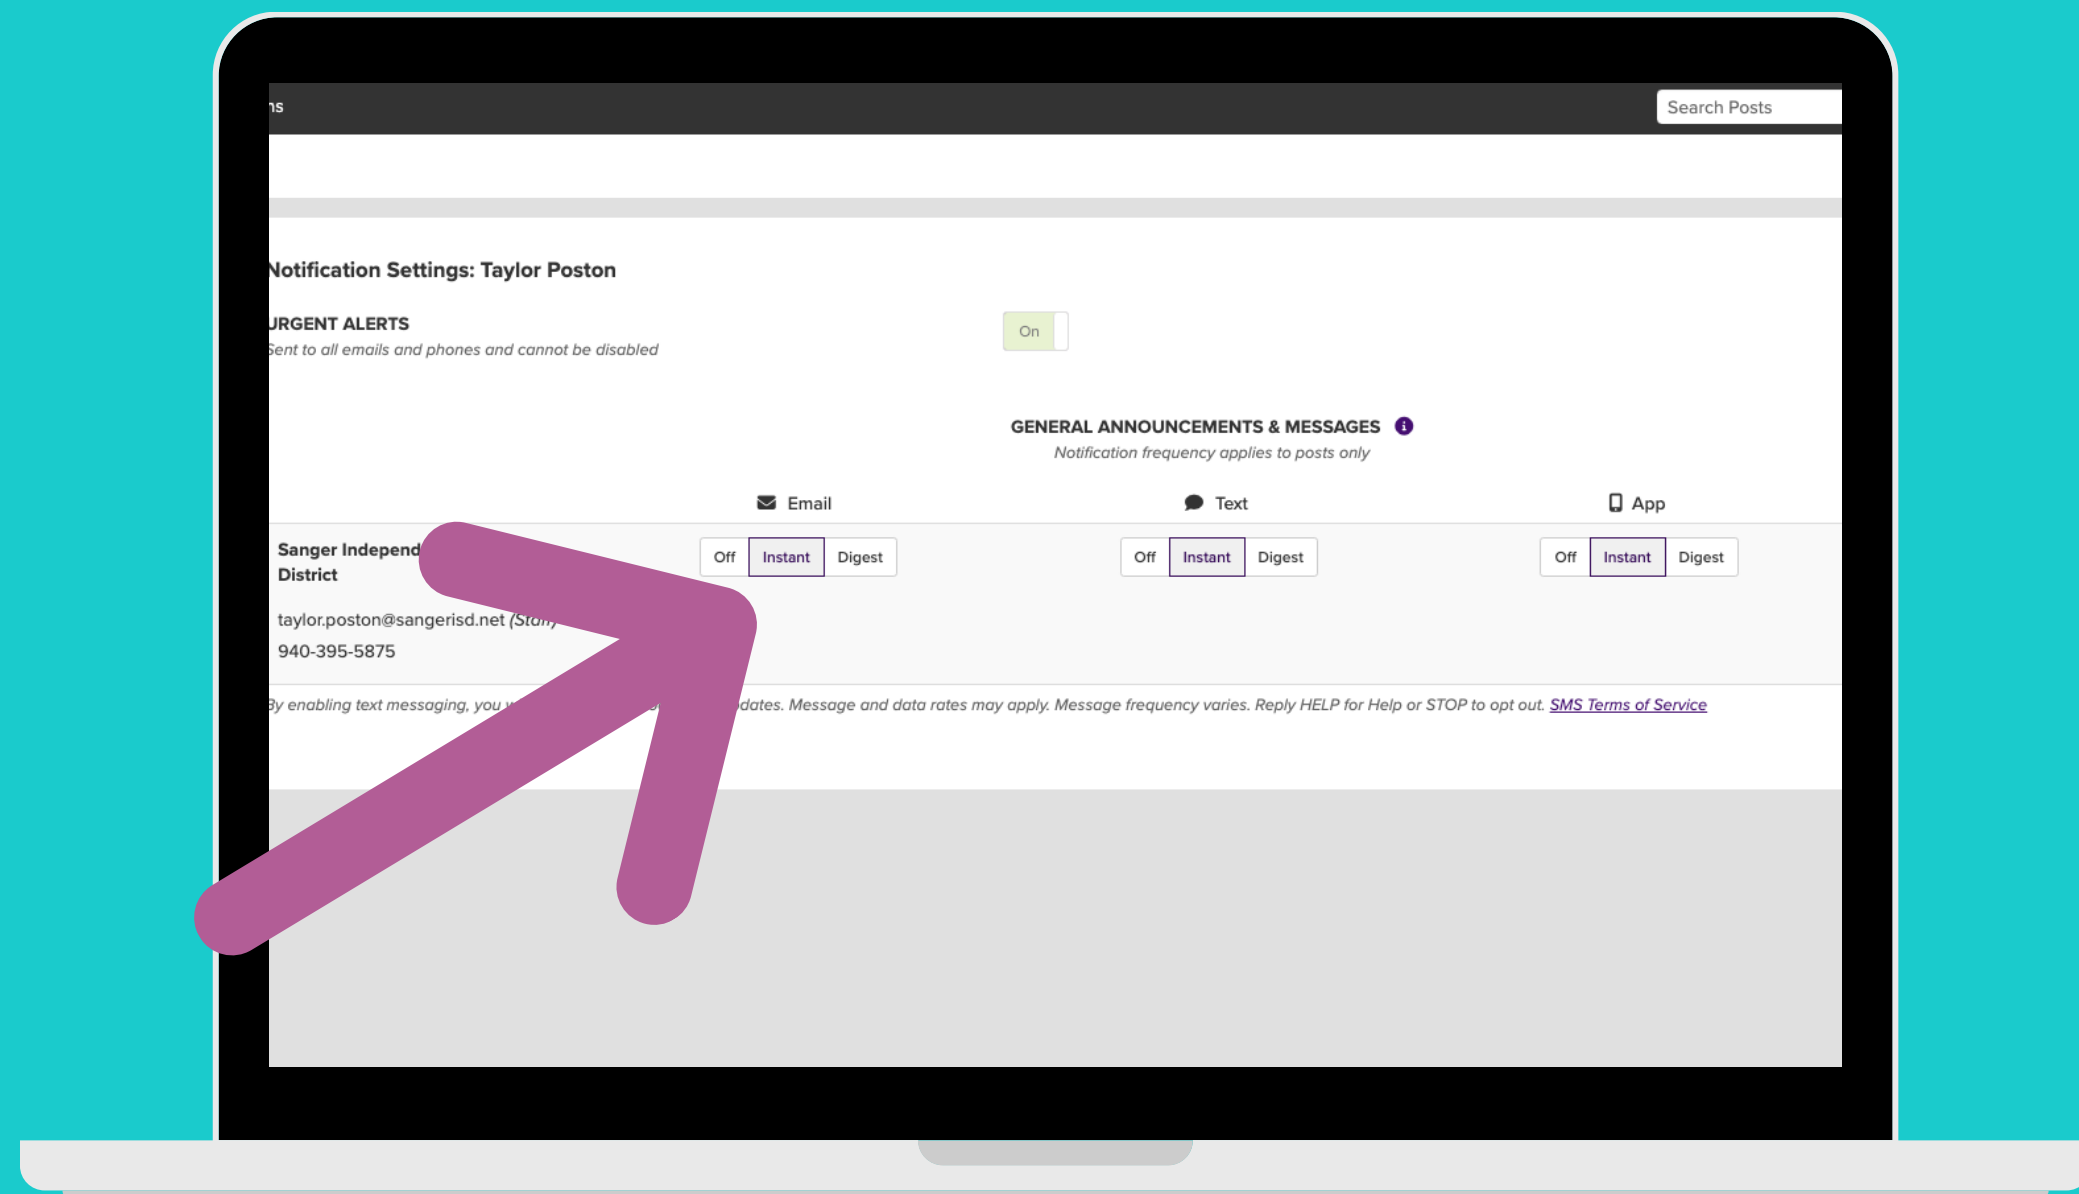 ns
Search Posts
Notification Settings: Taylor Poston
URGENT ALERTS
Sent to all emails and phones and cannot be disabled
On
GENERAL ANNOUNCEMENTS & MESSAGES
Notification frequency applies to posts only
Email Text App
Sanger Independ
District
Off Instant Digest Off Instant Digest Off Instant Digest
taylor.poston@sangerisd.net (Staff)
940-395-5875
By enabling text messaging, you dates. Message and data rates may apply. Message frequency varies. Reply HELP for Help or STOP to opt out. SMS Terms of Service